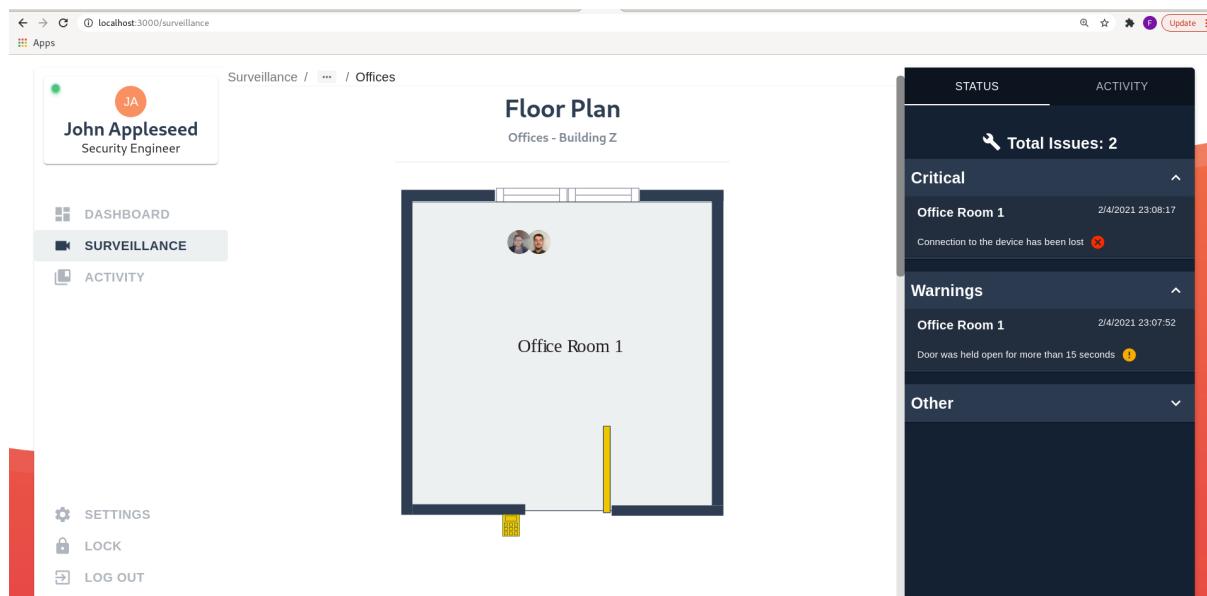 localhost:3000/surveillance
F
Update
Apps
JA
John Appleseed
Security Engineer
DASHBOARD
SURVEILLANCE
ACTIVITY
SETTINGS
LOCK
LOG OUT
Surveillance / ... / Offices
Floor Plan
Offices - Building Z
Office Room 1
STATUS ACTIVITY
Total Issues: 2
Critical
Office Room 1 2/4/2021 23:08:17
Connection to the device has been lost
Warnings
Office Room 1 2/4/2021 23:07:52
Door was held open for more than 15 seconds
Other